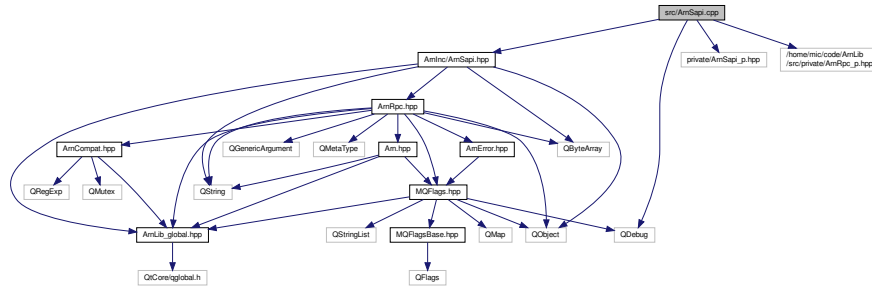 src/ArnSapi.cpp
ArnInc/ArnSapi.hpp
private/ArnSapi_p.hpp
/home/mic/code/ArnLib
/src/private/ArnRpc_p.hpp
ArnRpc.hpp
ArnCompat.hpp
QGenericArgument
QMetaType
Arn.hpp
ArnError.hpp
QByteArray
QRegExp
QMutex
QString
MQFlags.hpp
ArnLib_global.hpp
QStringList
MQFlagsBase.hpp
QMap
QObject
QDebug
QtCore/qglobal.h
QFlags